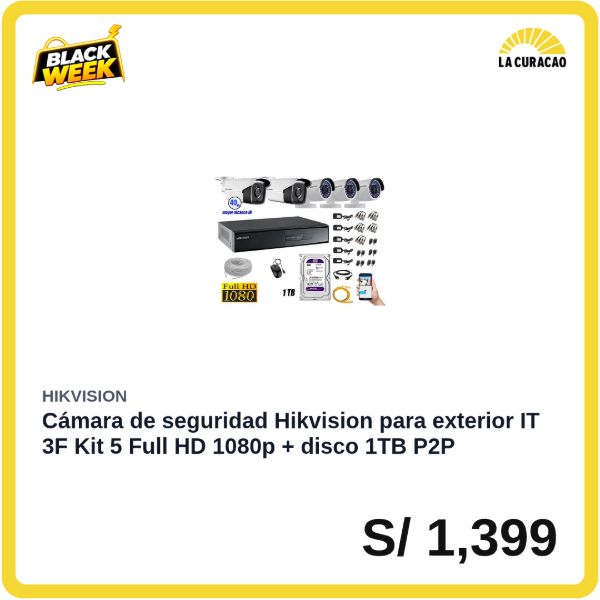 BLACK
WEEK
LA CURACAO
40
Full HD
1080
1 TB
HIKVISION
Cámara de seguridad Hikvision para exterior IT
3F Kit 5 Full HD 1080p + disco 1TB P2P
S/ 1,399